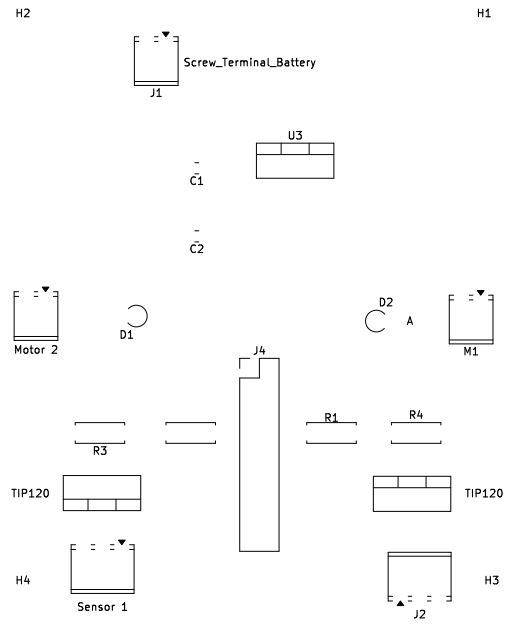 H2
H1
Screw_Terminal_Battery
J1
U3
C1
C2
D2
D1
A
Motor 2
J4
M1
R1
R4
R3
TIP120
TIP120
H4
H3
Sensor 1
J2